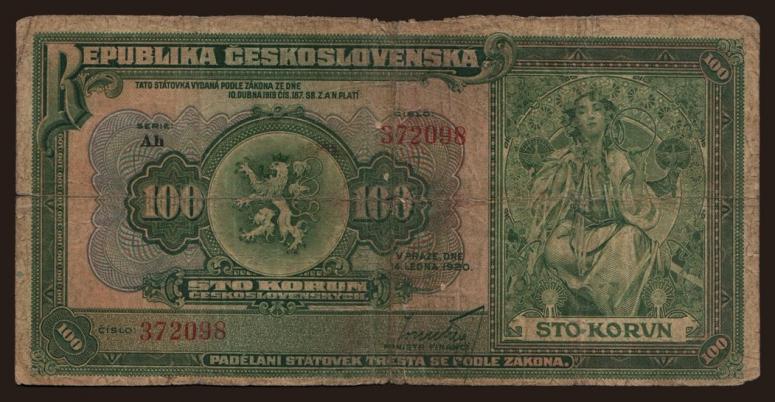 REPUBLIKA ČESKOSLOVENSKÁ
100
TATO STÁTOVKA VYDANÁ PODLE ZÁKONA ZE DNE
10. DUBNA 1919 ČÍS. 187. SB. Z. A N. PLATÍ
SERIE:
Ah
ČÍSLO:
372098
100
100
V PRAZE, DNE
14. LEDNA 1920.
STO KORUN
ČESKOSLOVENSKÝCH.
100
ČÍSLO: 372098
MINISTR FINANCÍ
STO·KORVN
100
PADĚLÁNÍ STÁTOVEK TRESTÁ SE PODLE ZÁKONA.